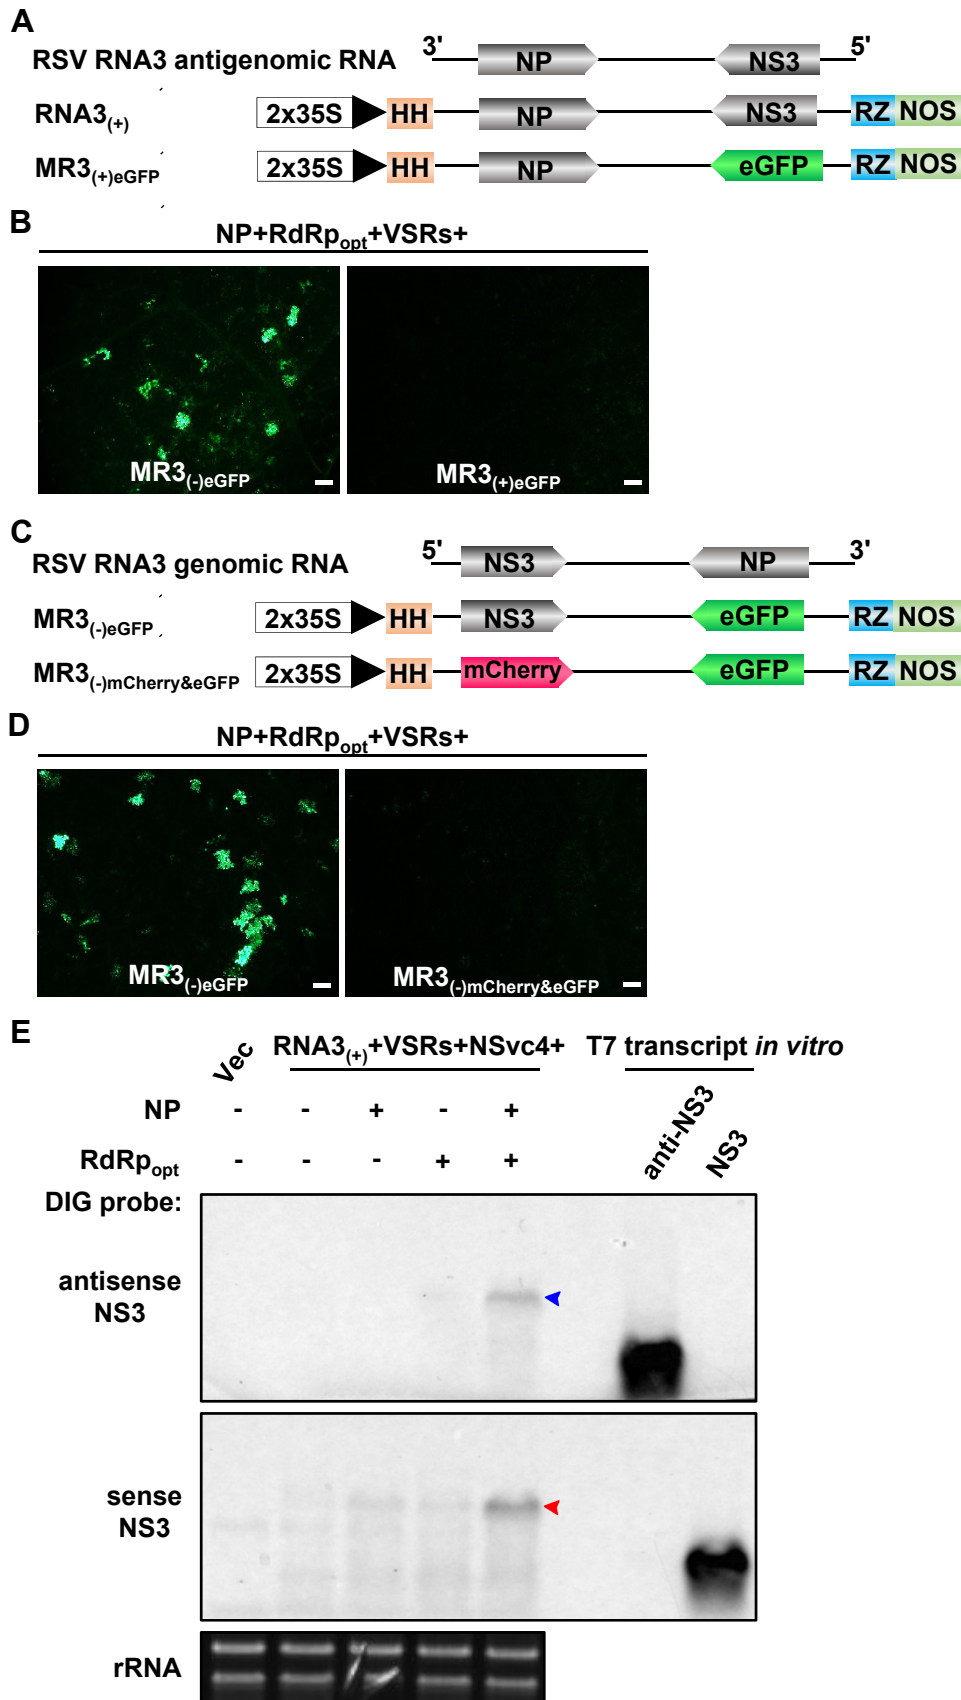 A
RSV RNA3 antigenomic RNA 3' NP NS3 5'
RNA3(+) 2x35S HH NP NS3 RZ NOS
MR3(+)eGFP 2x35S HH NP eGFP RZ NOS
B
NP+RdRpopt+VSRs+
MR3(-)eGFP MR3(+)eGFP
C
RSV RNA3 genomic RNA 5' NS3 NP 3'
MR3(-)eGFP 2x35S HH NS3 eGFP RZ NOS
MR3(-)mCherry&eGFP 2x35S HH mCherry eGFP RZ NOS
D
NP+RdRpopt+VSRs+
MR3(-)eGFP MR3(-)mCherry&eGFP
E
Vec RNA3(+)+VSRs+NSvc4+ T7 transcript in vitro
NP - - + - + anti-NS3 NS3
RdRpopt - - - + +
DIG probe:
antisense
NS3
sense
NS3
rRNA